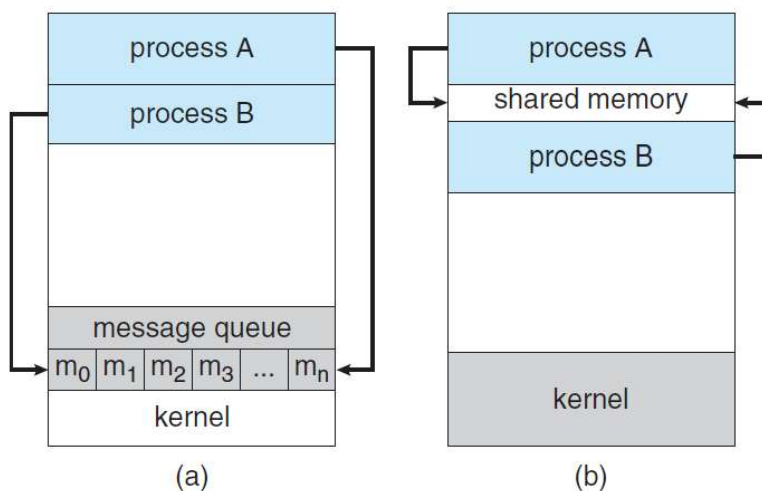 process A
process B
message queue
m0 m1 m2 m3 ... mn
kernel
(a)
process A
shared memory
process B
kernel
(b)